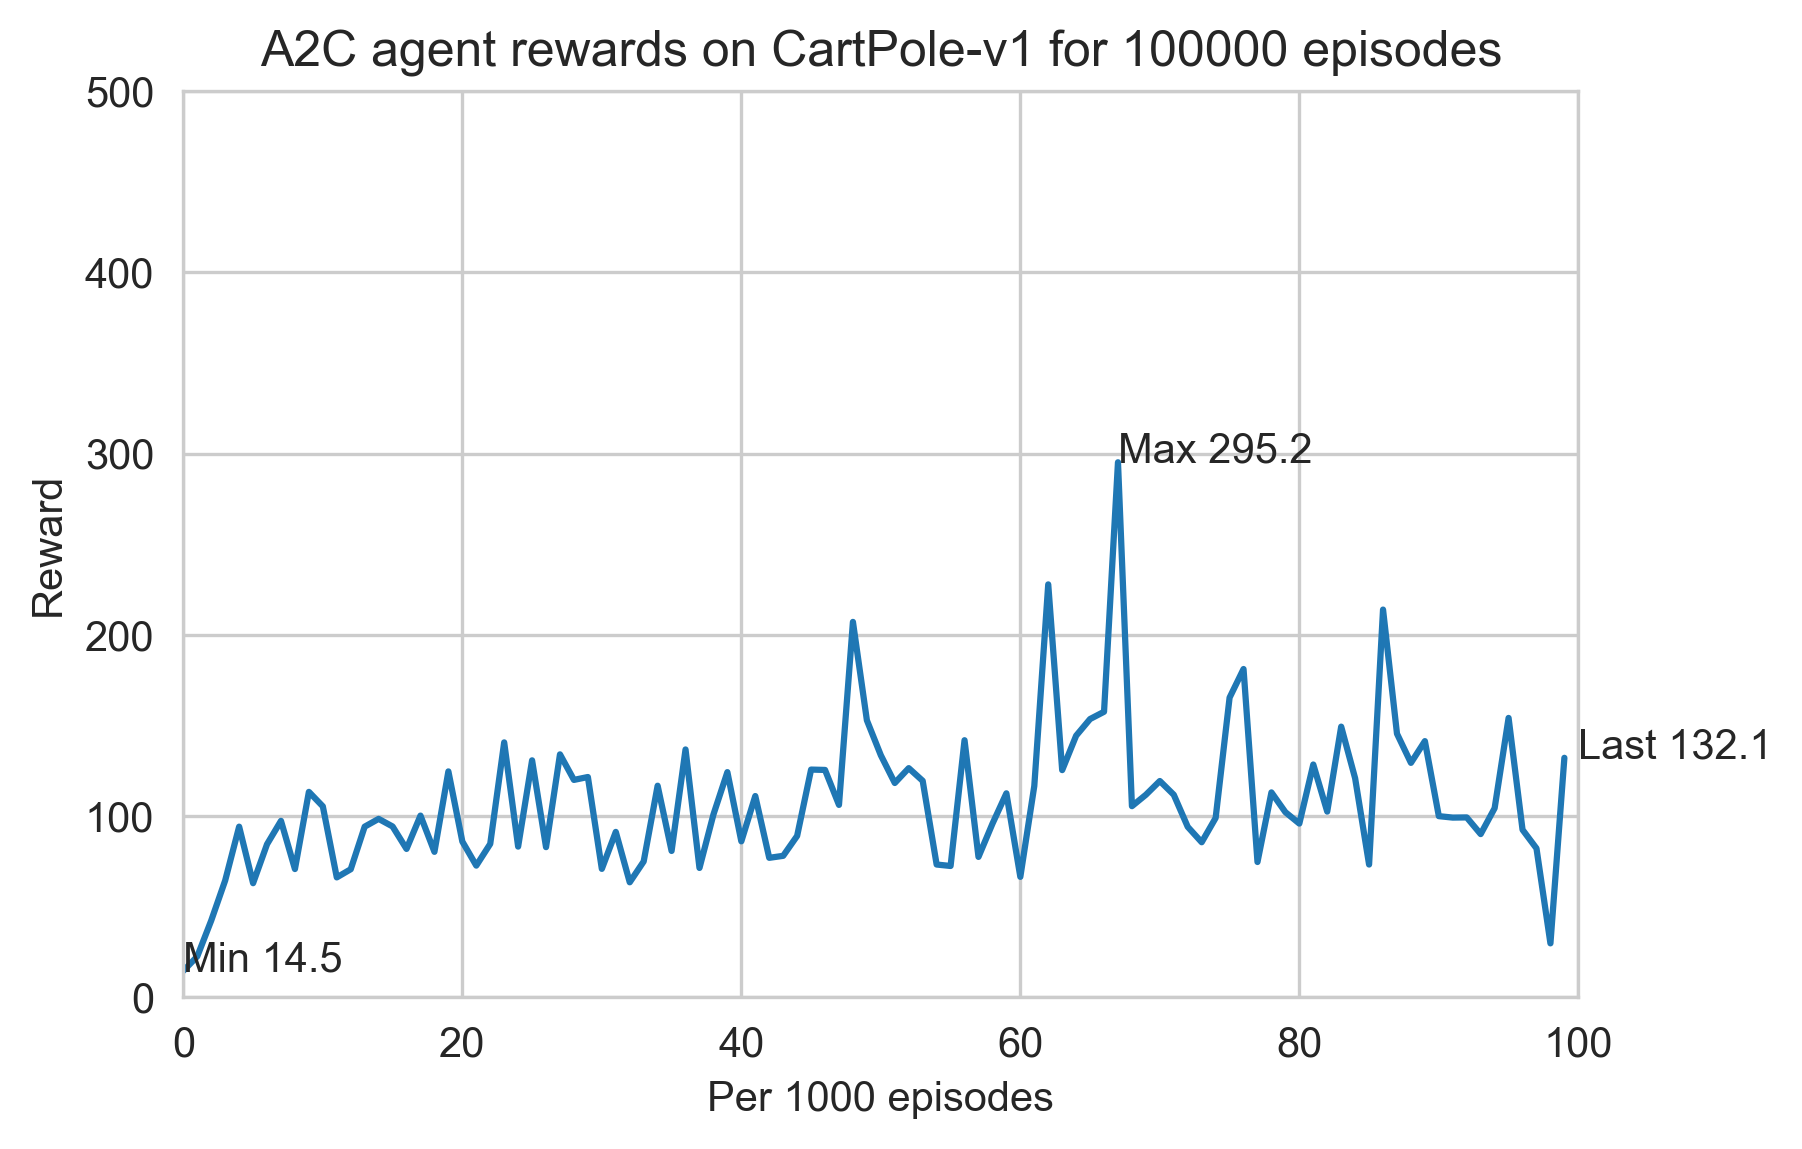 A2C agent rewards on CartPole-v1 for 100000 episodes
500
400
300
200
100
0
Reward
Max 295.2
Last 132.1
Min 14.5
0 20 40 60 80 100
Per 1000 episodes